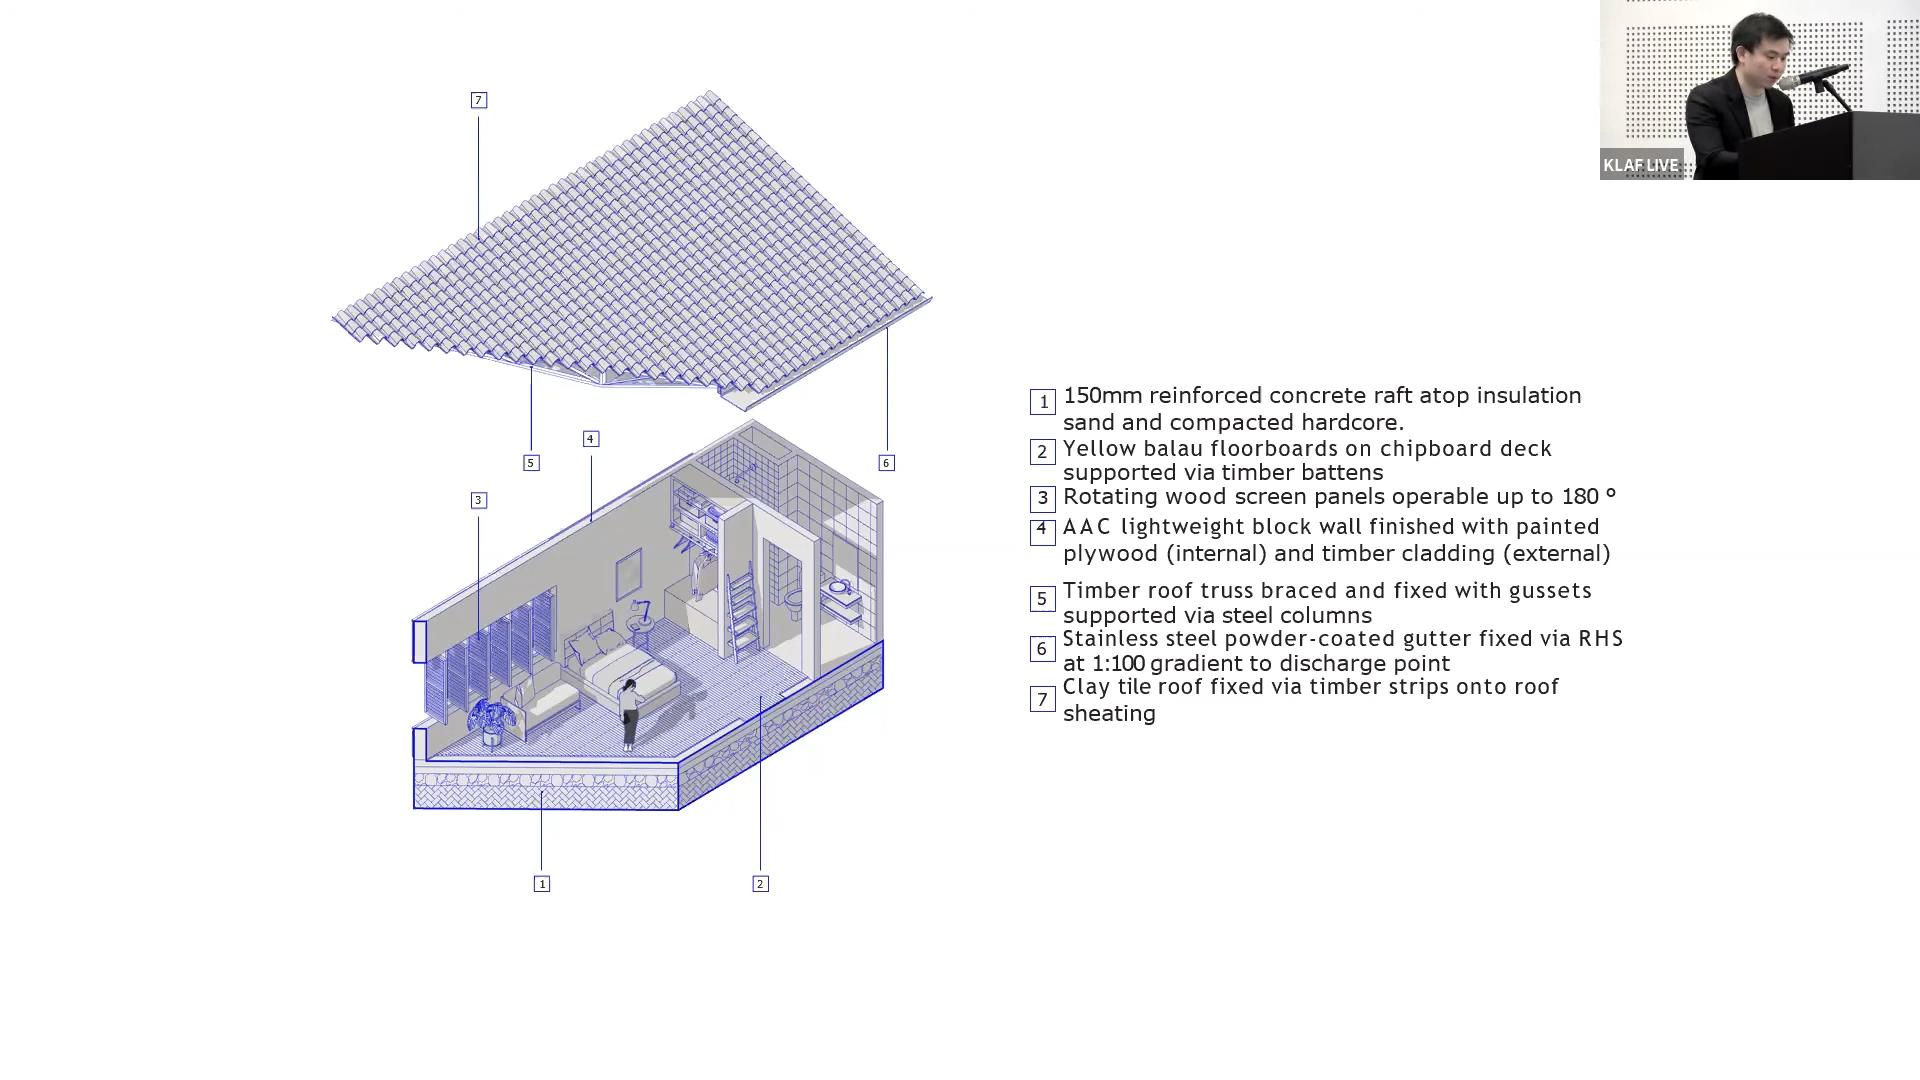 KLAF LIVE
7
4
5
6
3
1
2
1 150mm reinforced concrete raft atop insulation
sand and compacted hardcore.
2 Yellow balau floorboards on chipboard deck
supported via timber battens
3 Rotating wood screen panels operable up to 180 º
4 AAC lightweight block wall finished with painted
plywood (internal) and timber cladding (external)
5 Timber roof truss braced and fixed with gussets
supported via steel columns
6 Stainless steel powder-coated gutter fixed via RHS
at 1:100 gradient to discharge point
7 Clay tile roof fixed via timber strips onto roof
sheating